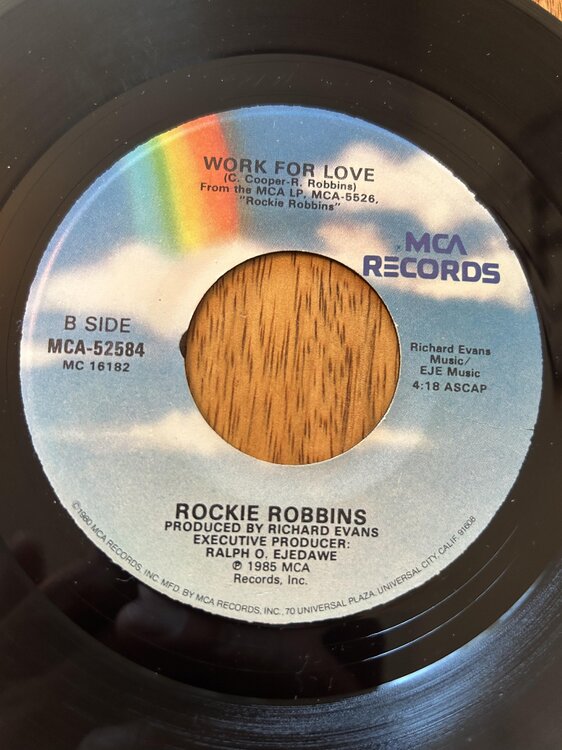 WORK FOR LOVE
(C. Cooper-R. Robbins)
From the MCA LP, MCA-5526,
"Rockie Robbins"
MCA
RECORDS
B SIDE
MCA-52584
MC 16182
Richard Evans
Music/
EJE Music
4:18 ASCAP
ROCKIE ROBBINS
PRODUCED BY RICHARD EVANS
EXECUTIVE PRODUCER:
RALPH O. EJEDAWE
℗ 1985 MCA
Records, Inc.
©1980 MCA RECORDS, INC. MFD. BY MCA RECORDS, INC., 70 UNIVERSAL PLAZA, UNIVERSAL CITY, CALIF. 91608